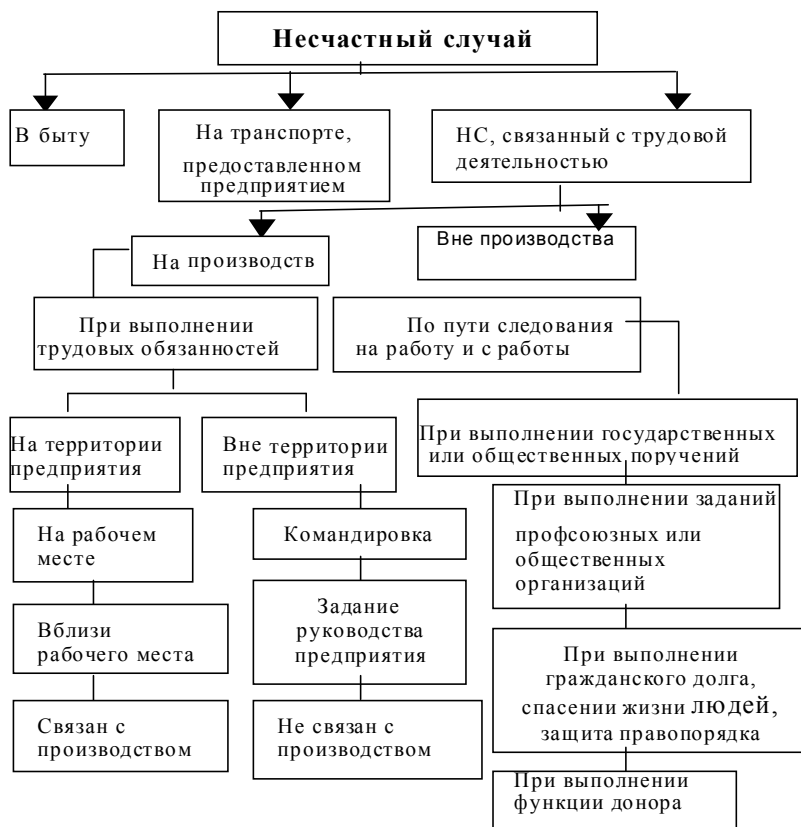 Несчастный случай
В быту
На транспорте,
предоставленном
предприятием
НС, связанный с трудовой
деятельностью
На производств
Вне производства
При выполнении
трудовых обязанностей
По пути следования
на работу и с работы
На территории
предприятия
Вне территории
предприятия
При выполнении государственных
или общественных поручений
На рабочем
месте
Командировка
При выполнении заданий
профсоюзных или
общественных
организаций
Вблизи
рабочего места
Задание
руководства
предприятия
При выполнении
гражданского долга,
спасении жизни людей,
защита правопорядка
Связан с
производством
Не связан с
производством
При выполнении
функции донора